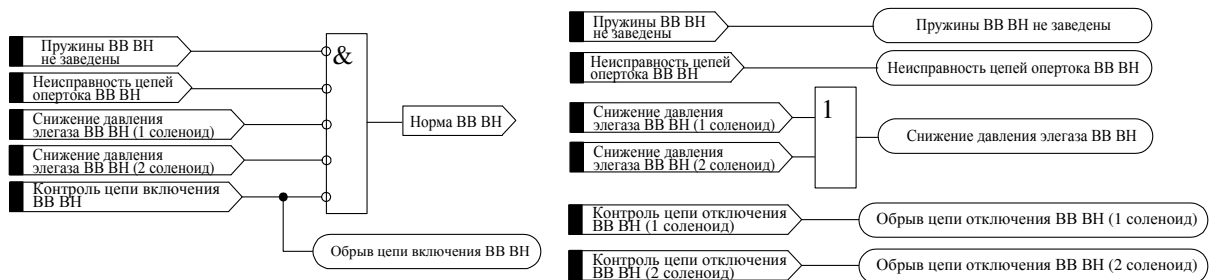 Пружины ВВ ВН
не заведены
Неисправность цепей
опертока ВВ ВН
Снижение давления
элегаза ВВ ВН (1 соленоид)
Снижение давления
элегаза ВВ ВН (2 соленоид)
Контроль цепи включения
ВВ ВН
&
Норма ВВ ВН
Обрыв цепи включения ВВ ВН
Пружины ВВ ВН
не заведены
Пружины ВВ ВН не заведены
Неисправность цепей
опертока ВВ ВН
Неисправность цепей опертока ВВ ВН
Снижение давления
элегаза ВВ ВН (1 соленоид)
Снижение давления
элегаза ВВ ВН (2 соленоид)
1
Снижение давления элегаза ВВ ВН
Контроль цепи отключения
ВВ ВН (1 соленоид)
Обрыв цепи отключения ВВ ВН (1 соленоид)
Контроль цепи отключения
ВВ ВН (2 соленоид)
Обрыв цепи отключения ВВ ВН (2 соленоид)